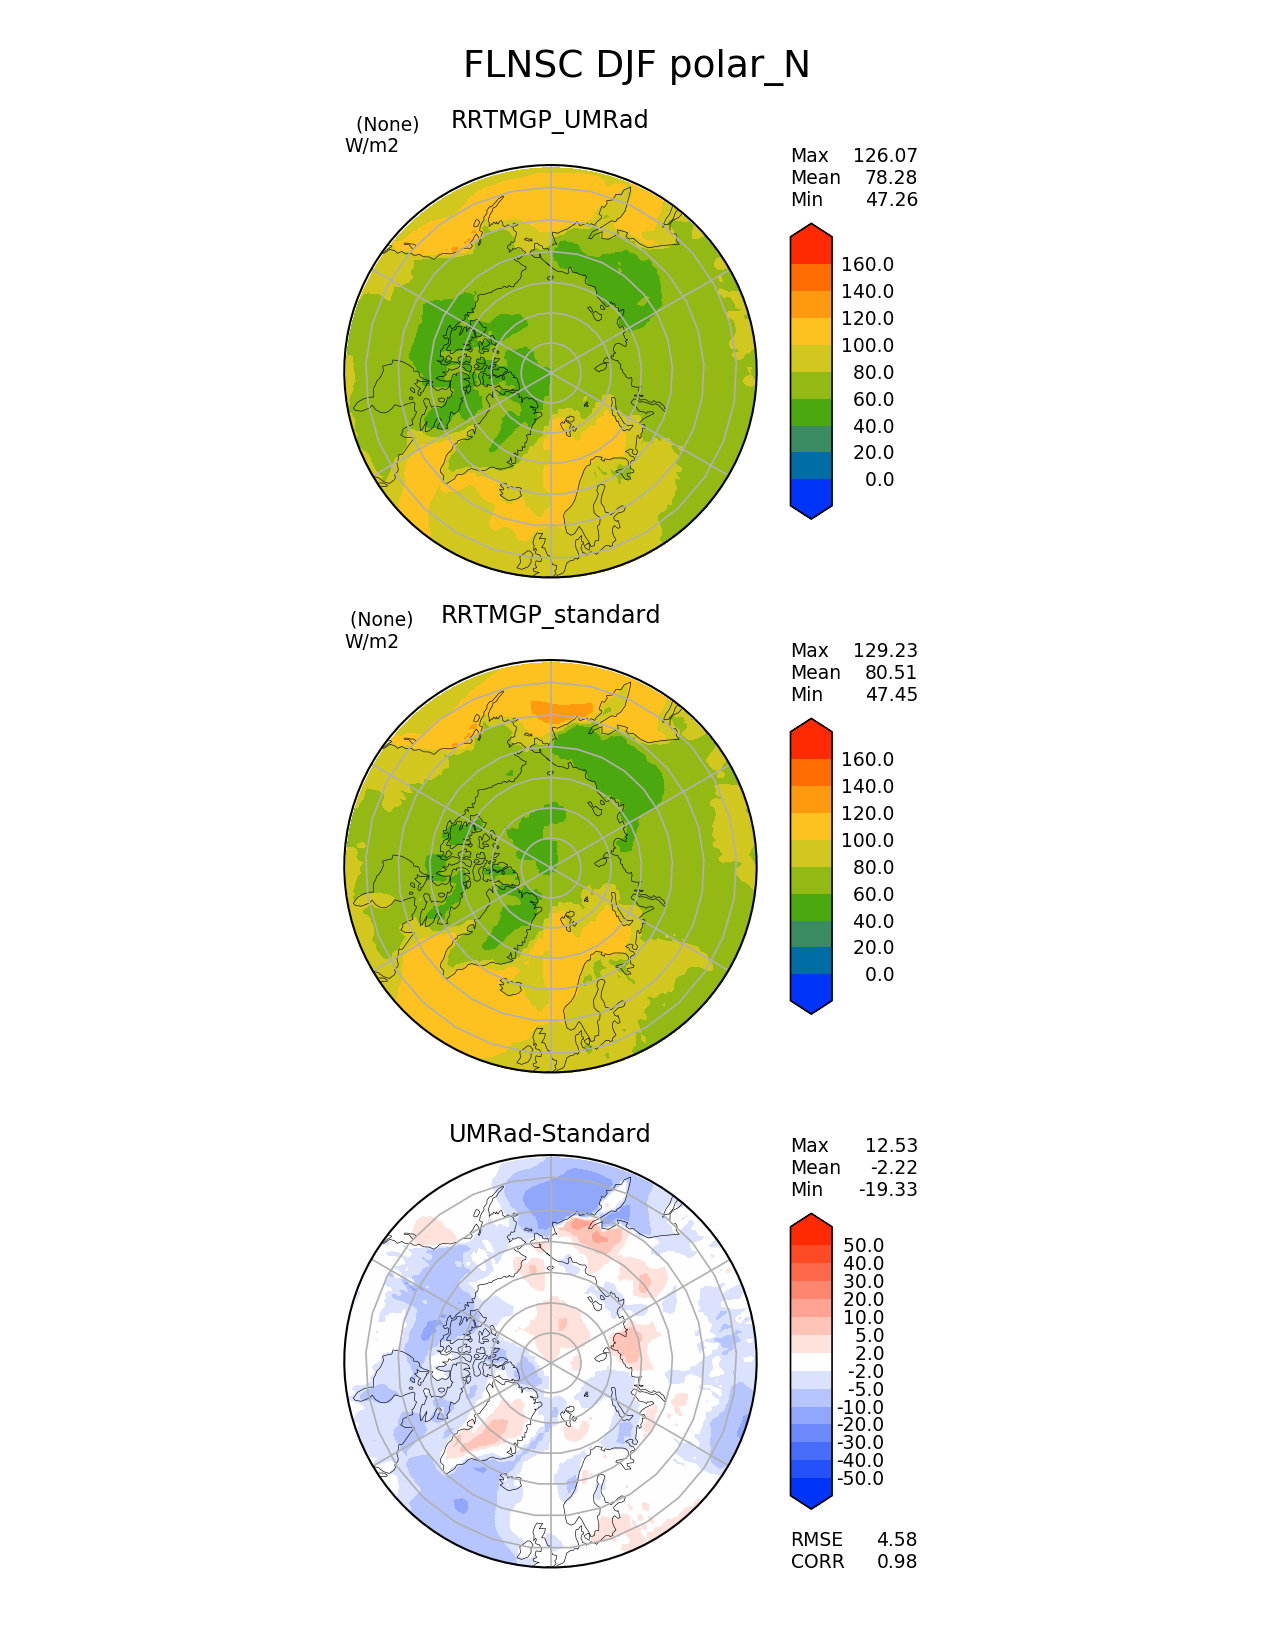 FLNSC DJF polar_N
(None) RRTMGP_UMRad
W/m2
Max 126.07
Mean 78.28
Min 47.26
160.0
140.0
120.0
100.0
80.0
60.0
40.0
20.0
0.0
(None) RRTMGP_standard
W/m2
Max 129.23
Mean 80.51
Min 47.45
160.0
140.0
120.0
100.0
80.0
60.0
40.0
20.0
0.0
UMRad-Standard
Max 12.53
Mean -2.22
Min -19.33
50.0
40.0
30.0
20.0
10.0
5.0
2.0
-2.0
-5.0
-10.0
-20.0
-30.0
-40.0
-50.0
RMSE 4.58
CORR 0.98